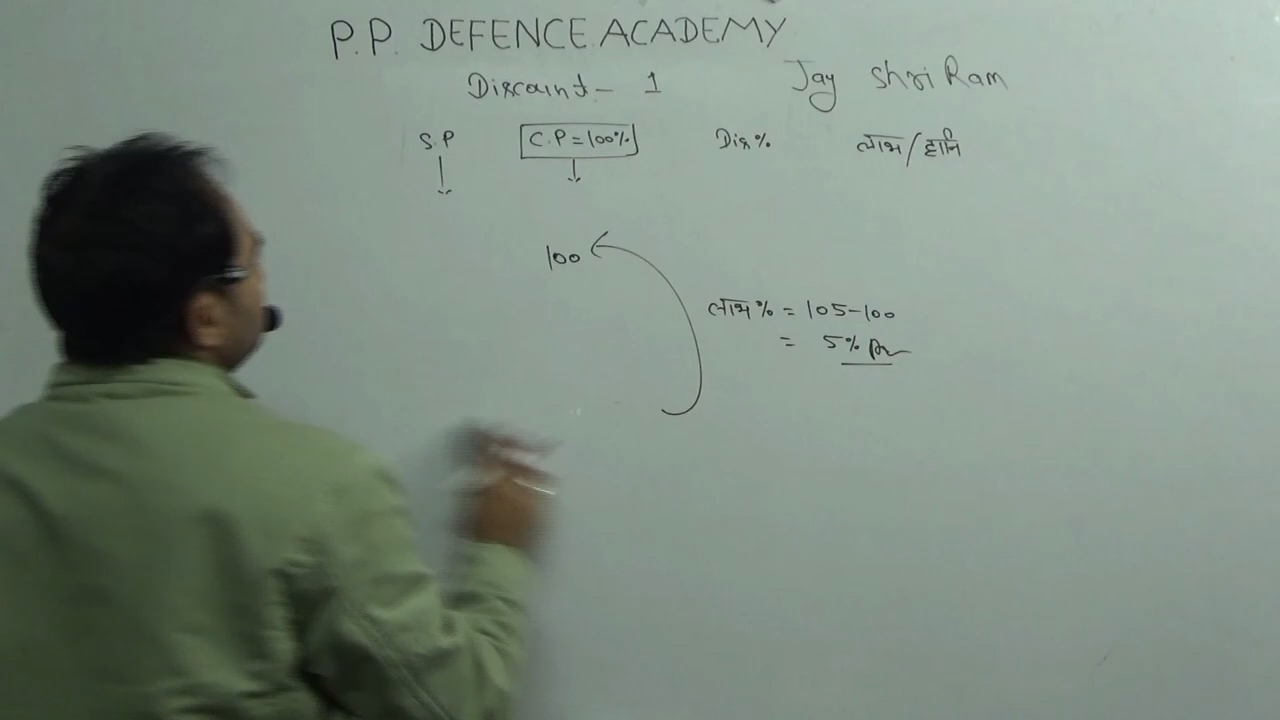 P.P. DEFENCE ACADEMY
Discount - 1 Jay Shri Ram
S.P C.P = 100% Dis% लाभ/हानि
100
लाभ% = 105-100
= 5%